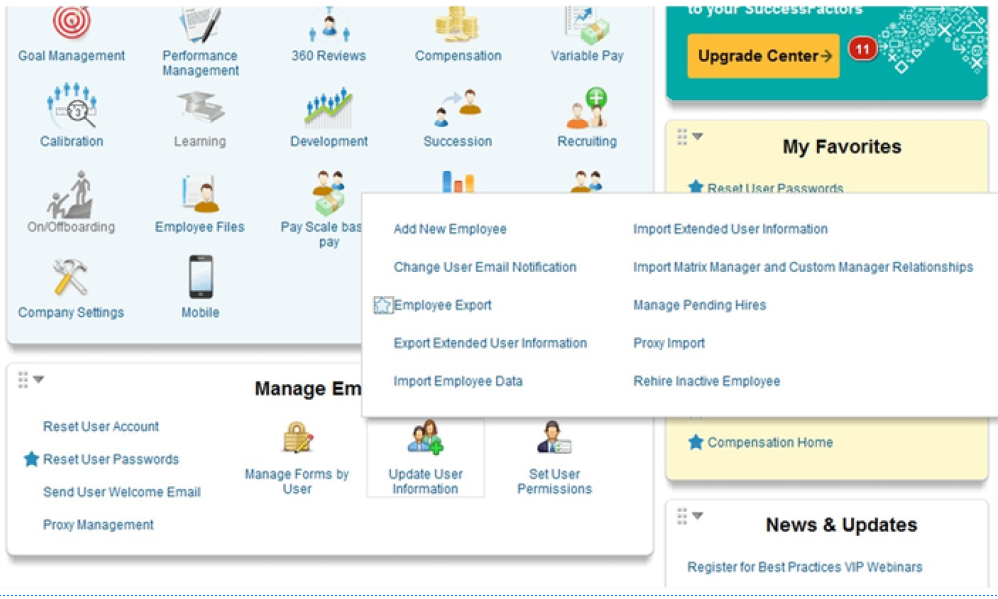 to your SuccessFactors
Upgrade Center→
11
Goal Management
Performance
Management
360 Reviews
Compensation
Variable Pay
Calibration
Learning
Development
Succession
Recruiting
On/Offboarding
Employee Files
Pay Scale bas
pay
Company Settings
Mobile
My Favorites
Reset User Passwords
Add New Employee
Change User Email Notification
Employee Export
Export Extended User Information
Import Employee Data
Import Extended User Information
Import Matrix Manager and Custom Manager Relationships
Manage Pending Hires
Proxy Import
Rehire Inactive Employee
Manage Em
Reset User Account
Reset User Passwords
Send User Welcome Email
Proxy Management
Manage Forms by
User
Update User
Information
Set User
Permissions
Compensation Home
News & Updates
Register for Best Practices VIP Webinars